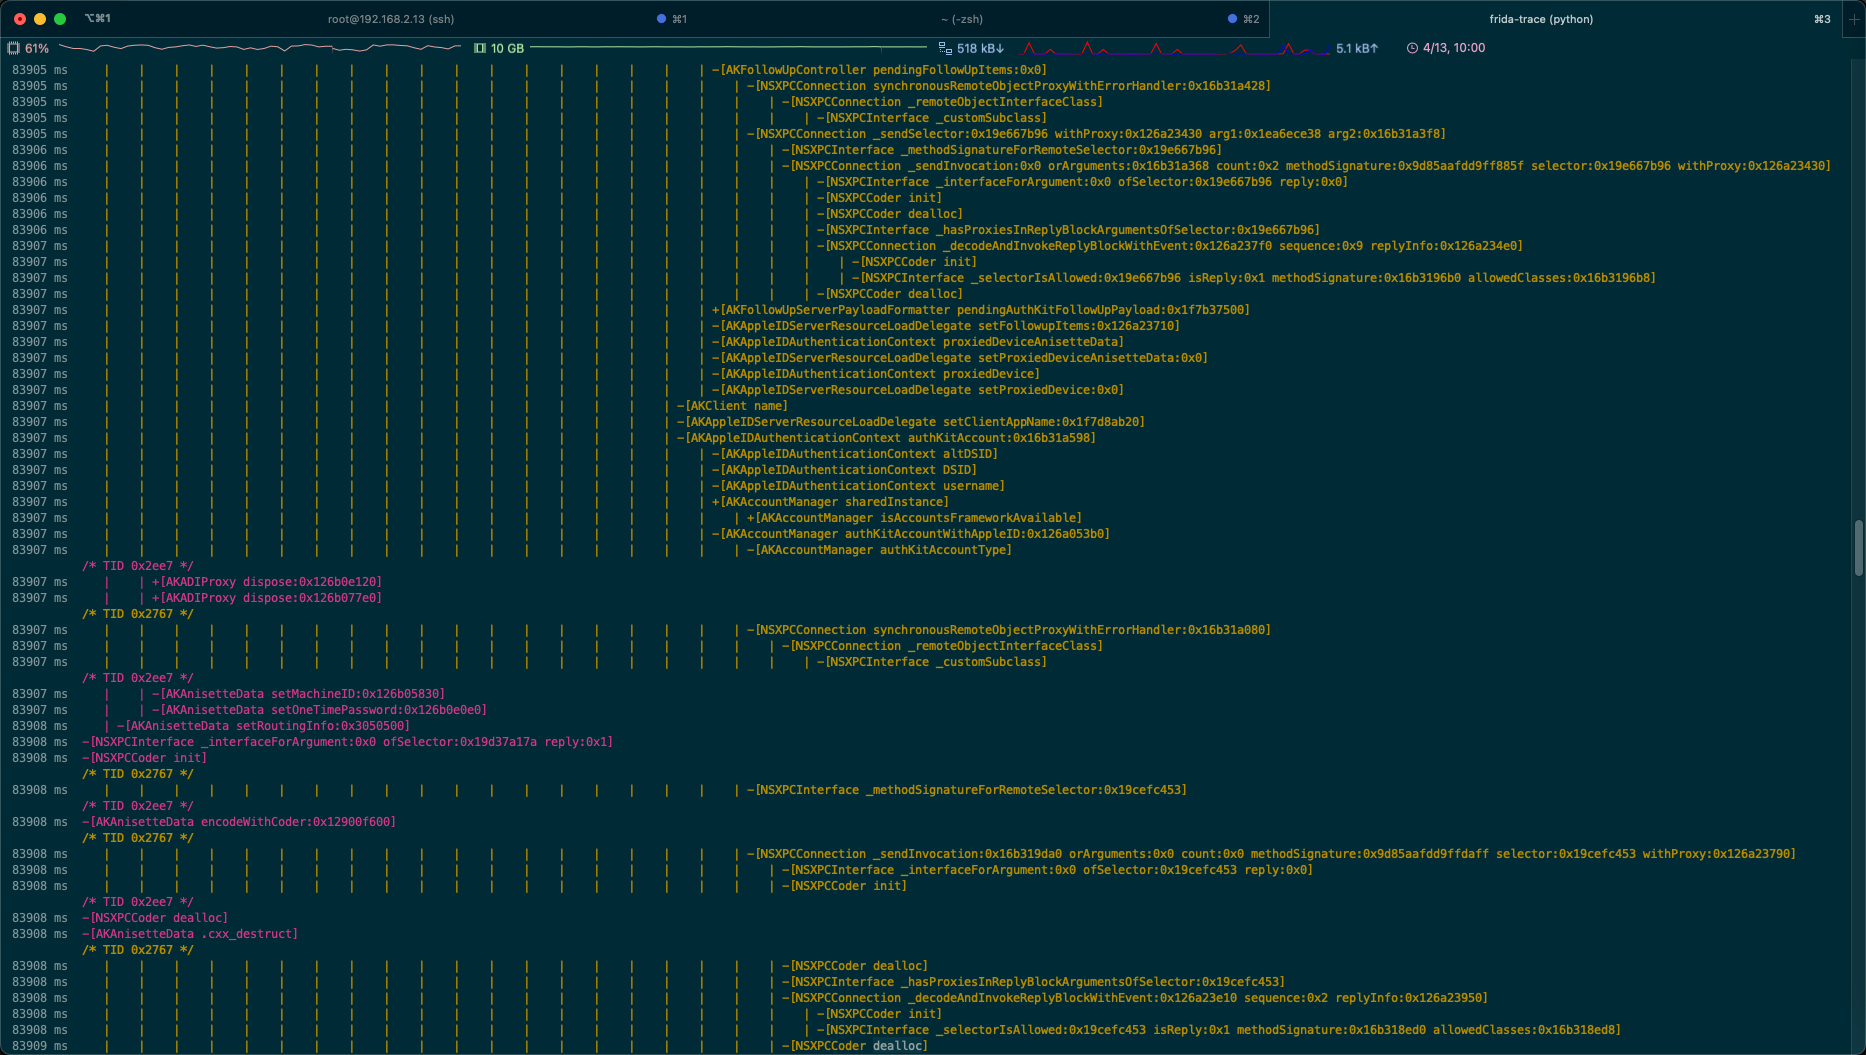 ⌥⌘1 root@192.168.2.13 (ssh) ⌘1 ~ (-zsh) ⌘2 frida-trace (python) ⌘3
61% 10 GB 518 kB↓ 5.1 kB↑ 4/13, 10:00
83905 ms | | | | | | | | | | | | | | | | | | -[AKFollowUpController pendingFollowUpItems:0x0]
83905 ms | | | | | | | | | | | | | | | | | | | -[NSXPCConnection synchronousRemoteObjectProxyWithErrorHandler:0x16b31a428]
83905 ms | | | | | | | | | | | | | | | | | | | | -[NSXPCConnection _remoteObjectInterfaceClass]
83905 ms | | | | | | | | | | | | | | | | | | | | | -[NSXPCInterface _customSubclass]
83905 ms | | | | | | | | | | | | | | | | | | | -[NSXPCConnection _sendSelector:0x19e667b96 withProxy:0x126a23430 arg1:0x1ea6ece38 arg2:0x16b31a3f8]
83906 ms | | | | | | | | | | | | | | | | | | | | -[NSXPCInterface _methodSignatureForRemoteSelector:0x19e667b96]
83906 ms | | | | | | | | | | | | | | | | | | | | -[NSXPCConnection _sendInvocation:0x0 orArguments:0x16b31a368 count:0x2 methodSignature:0x9d85aafdd9ff885f selector:0x19e667b96 withProxy:0x126a23430]
83906 ms | | | | | | | | | | | | | | | | | | | | | -[NSXPCInterface _interfaceForArgument:0x0 ofSelector:0x19e667b96 reply:0x0]
83906 ms | | | | | | | | | | | | | | | | | | | | | -[NSXPCCoder init]
83906 ms | | | | | | | | | | | | | | | | | | | | | -[NSXPCCoder dealloc]
83906 ms | | | | | | | | | | | | | | | | | | | | | -[NSXPCInterface _hasProxiesInReplyBlockArgumentsOfSelector:0x19e667b96]
83907 ms | | | | | | | | | | | | | | | | | | | | | -[NSXPCConnection _decodeAndInvokeReplyBlockWithEvent:0x126a237f0 sequence:0x9 replyInfo:0x126a234e0]
83907 ms | | | | | | | | | | | | | | | | | | | | | | -[NSXPCCoder init]
83907 ms | | | | | | | | | | | | | | | | | | | | | | -[NSXPCInterface _selectorIsAllowed:0x19e667b96 isReply:0x1 methodSignature:0x16b3196b0 allowedClasses:0x16b3196b8]
83907 ms | | | | | | | | | | | | | | | | | | | | | -[NSXPCCoder dealloc]
83907 ms | | | | | | | | | | | | | | | | | | +[AKFollowUpServerPayloadFormatter pendingAuthKitFollowUpPayload:0x1f7b37500]
83907 ms | | | | | | | | | | | | | | | | | | -[AKAppleIDServerResourceLoadDelegate setFollowupItems:0x126a23710]
83907 ms | | | | | | | | | | | | | | | | | | -[AKAppleIDAuthenticationContext proxiedDeviceAnisetteData]
83907 ms | | | | | | | | | | | | | | | | | | -[AKAppleIDServerResourceLoadDelegate setProxiedDeviceAnisetteData:0x0]
83907 ms | | | | | | | | | | | | | | | | | | -[AKAppleIDAuthenticationContext proxiedDevice]
83907 ms | | | | | | | | | | | | | | | | | | -[AKAppleIDServerResourceLoadDelegate setProxiedDevice:0x0]
83907 ms | | | | | | | | | | | | | | | | | -[AKClient name]
83907 ms | | | | | | | | | | | | | | | | | -[AKAppleIDServerResourceLoadDelegate setClientAppName:0x1f7d8ab20]
83907 ms | | | | | | | | | | | | | | | | | -[AKAppleIDAuthenticationContext authKitAccount:0x16b31a598]
83907 ms | | | | | | | | | | | | | | | | | | -[AKAppleIDAuthenticationContext altDSID]
83907 ms | | | | | | | | | | | | | | | | | | -[AKAppleIDAuthenticationContext DSID]
83907 ms | | | | | | | | | | | | | | | | | | -[AKAppleIDAuthenticationContext username]
83907 ms | | | | | | | | | | | | | | | | | | +[AKAccountManager sharedInstance]
83907 ms | | | | | | | | | | | | | | | | | | | +[AKAccountManager isAccountsFrameworkAvailable]
83907 ms | | | | | | | | | | | | | | | | | | -[AKAccountManager authKitAccountWithAppleID:0x126a053b0]
83907 ms | | | | | | | | | | | | | | | | | | | -[AKAccountManager authKitAccountType]
/* TID 0x2ee7 */
83907 ms | | +[AKADIProxy dispose:0x126b0e120]
83907 ms | | +[AKADIProxy dispose:0x126b077e0]
/* TID 0x2767 */
83907 ms | | | | | | | | | | | | | | | | | | | -[NSXPCConnection synchronousRemoteObjectProxyWithErrorHandler:0x16b31a080]
83907 ms | | | | | | | | | | | | | | | | | | | | -[NSXPCConnection _remoteObjectInterfaceClass]
83907 ms | | | | | | | | | | | | | | | | | | | | | -[NSXPCInterface _customSubclass]
/* TID 0x2ee7 */
83907 ms | | -[AKAnisetteData setMachineID:0x126b05830]
83907 ms | | -[AKAnisetteData setOneTimePassword:0x126b0e0e0]
83908 ms | -[AKAnisetteData setRoutingInfo:0x3050500]
83908 ms -[NSXPCInterface _interfaceForArgument:0x0 ofSelector:0x19d37a17a reply:0x1]
83908 ms -[NSXPCCoder init]
/* TID 0x2767 */
83908 ms | | | | | | | | | | | | | | | | | | | -[NSXPCInterface _methodSignatureForRemoteSelector:0x19cefc453]
/* TID 0x2ee7 */
83908 ms -[AKAnisetteData encodeWithCoder:0x12900f600]
/* TID 0x2767 */
83908 ms | | | | | | | | | | | | | | | | | | | -[NSXPCConnection _sendInvocation:0x16b319da0 orArguments:0x0 count:0x0 methodSignature:0x9d85aafdd9ffdaff selector:0x19cefc453 withProxy:0x126a23790]
83908 ms | | | | | | | | | | | | | | | | | | | | -[NSXPCInterface _interfaceForArgument:0x0 ofSelector:0x19cefc453 reply:0x0]
83908 ms | | | | | | | | | | | | | | | | | | | | -[NSXPCCoder init]
/* TID 0x2ee7 */
83908 ms -[NSXPCCoder dealloc]
83908 ms -[AKAnisetteData .cxx_destruct]
/* TID 0x2767 */
83908 ms | | | | | | | | | | | | | | | | | | | | -[NSXPCCoder dealloc]
83908 ms | | | | | | | | | | | | | | | | | | | | -[NSXPCInterface _hasProxiesInReplyBlockArgumentsOfSelector:0x19cefc453]
83908 ms | | | | | | | | | | | | | | | | | | | | -[NSXPCConnection _decodeAndInvokeReplyBlockWithEvent:0x126a23e10 sequence:0x2 replyInfo:0x126a23950]
83908 ms | | | | | | | | | | | | | | | | | | | | | -[NSXPCCoder init]
83908 ms | | | | | | | | | | | | | | | | | | | | | -[NSXPCInterface _selectorIsAllowed:0x19cefc453 isReply:0x1 methodSignature:0x16b318ed0 allowedClasses:0x16b318ed8]
83909 ms | | | | | | | | | | | | | | | | | | | | -[NSXPCCoder dealloc]